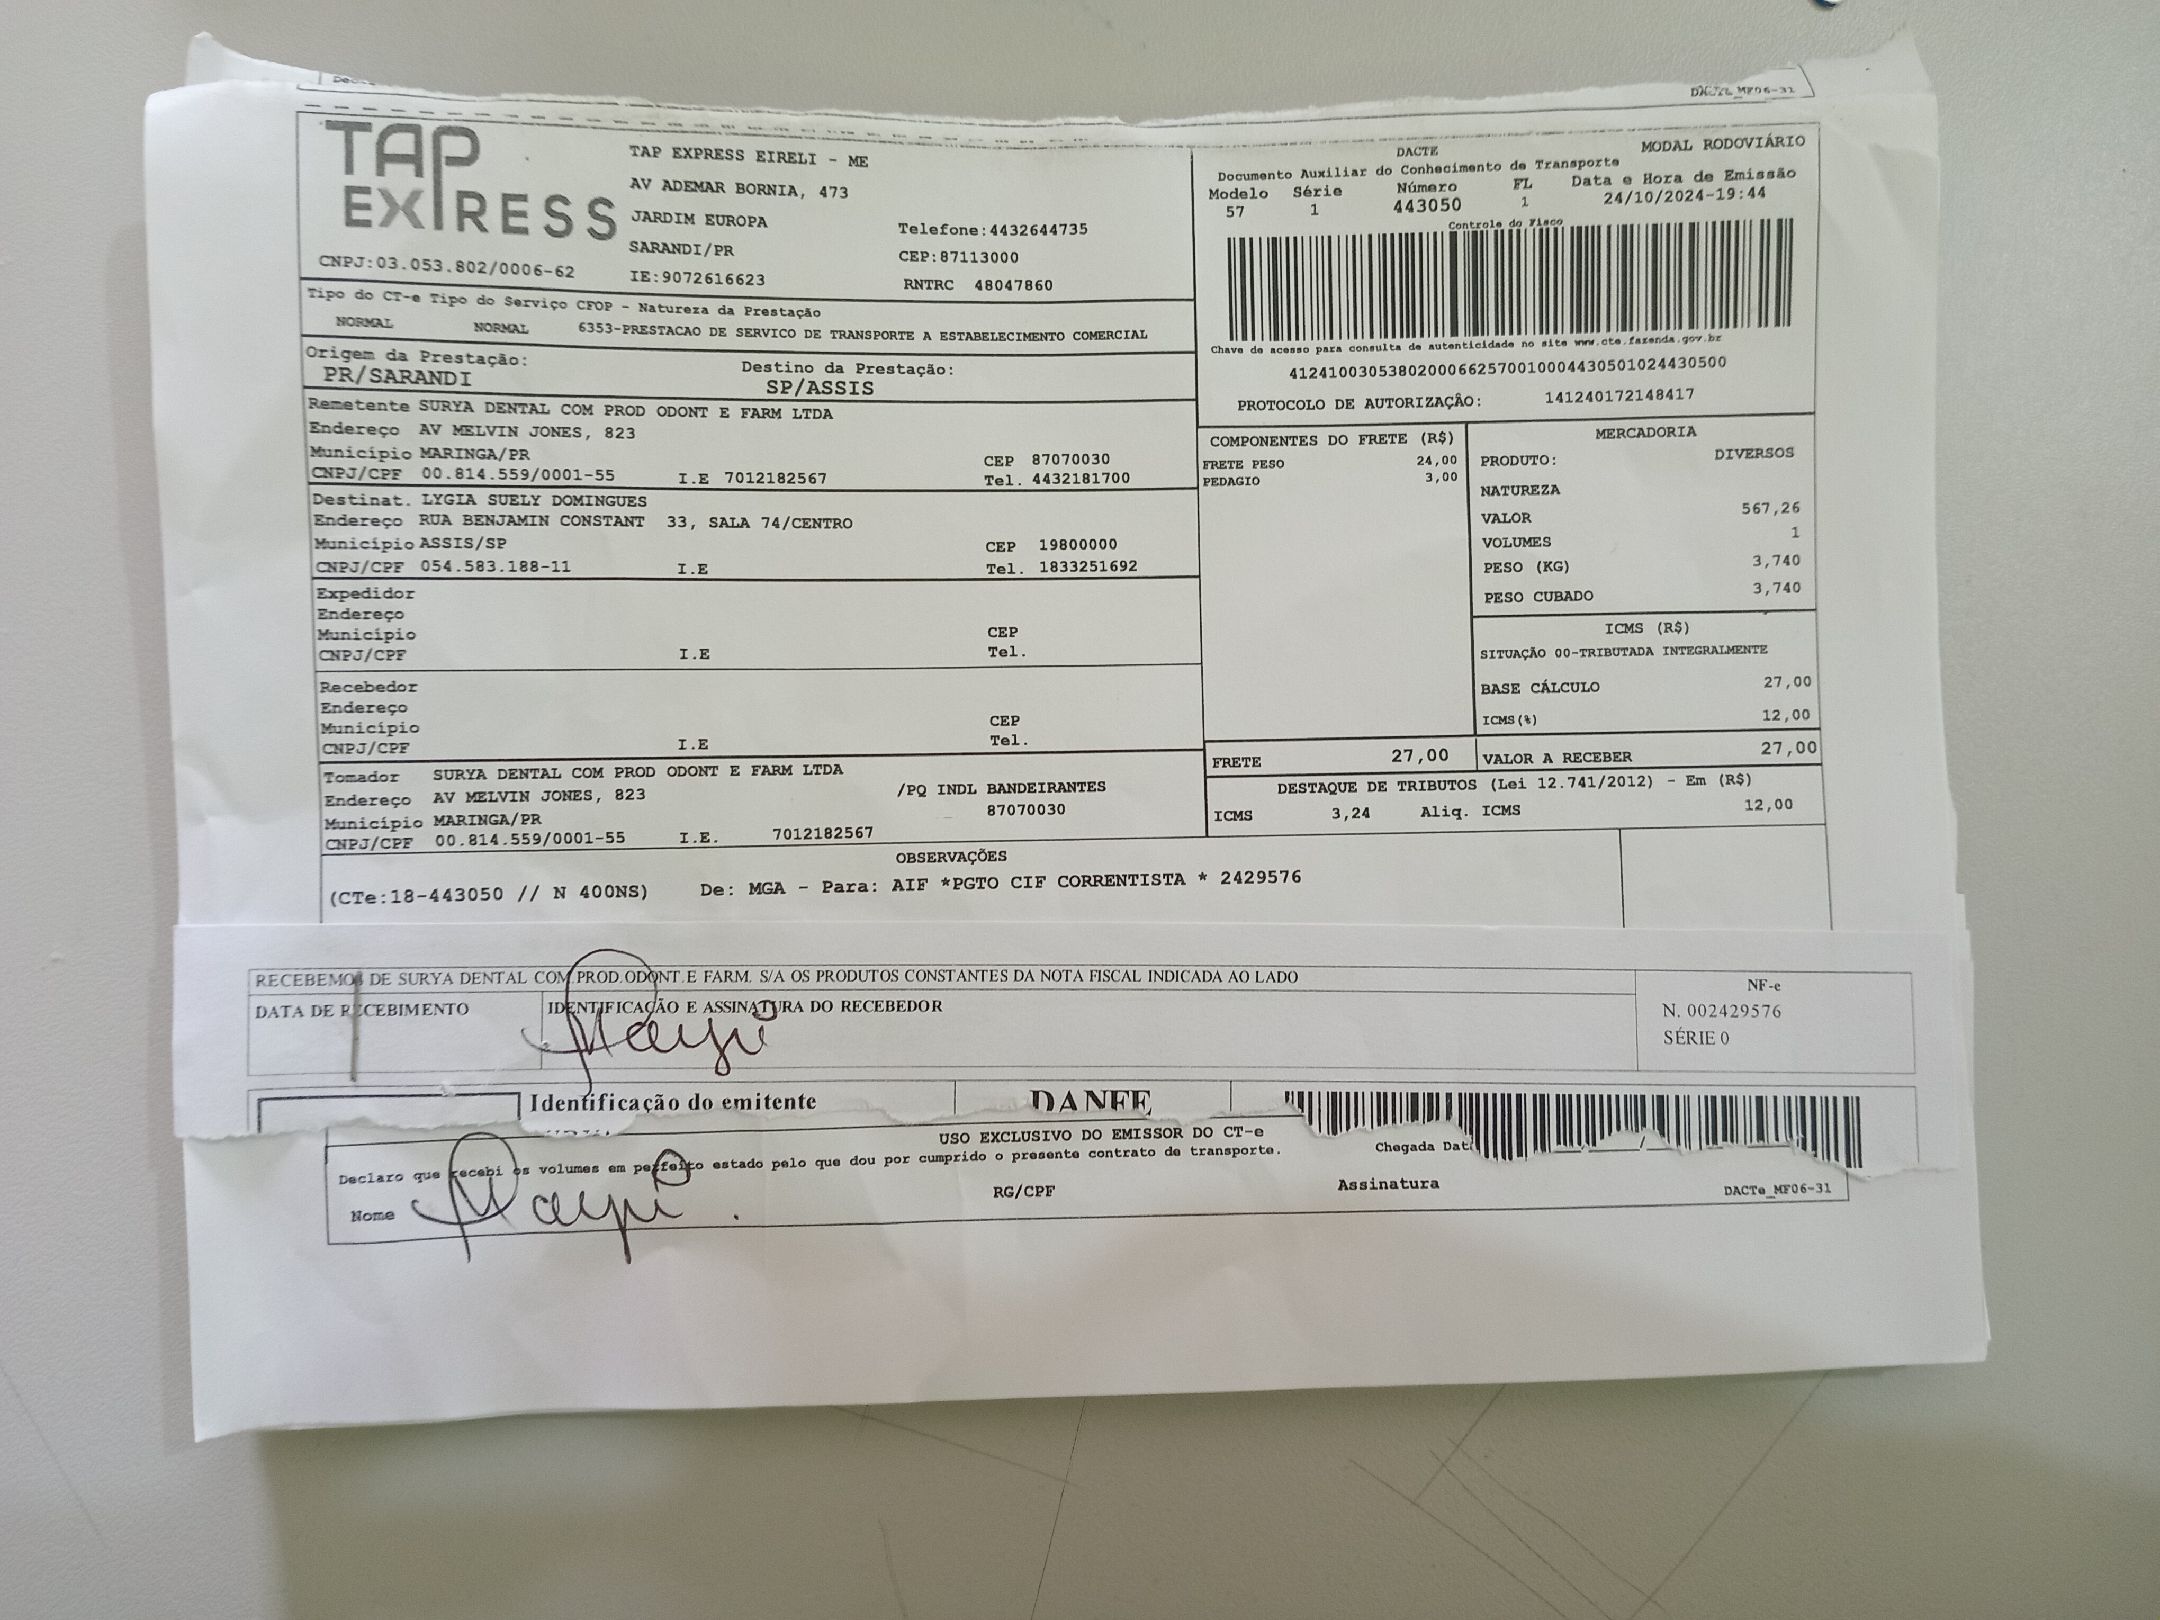 DACTe_MF06-31
TAP EXPRESS
CNPJ:03.053.802/0006-62
TAP EXPRESS EIRELI - ME
AV ADEMAR BORNIA, 473
JARDIM EUROPA
SARANDI/PR
IE:9072616623
Telefone:4432644735
CEP:87113000
RNTRC 48047860
DACTE
MODAL RODOVIÁRIO
Documento Auxiliar do Conhecimento de Transporte
Modelo Série Número FL Data e Hora de Emissão
57 1 443050 1 24/10/2024-19:44
Controle do Fisco
Chave de acesso para consulta de autenticidade no site www.cte.fazenda.gov.br
41241003053802000662570010004430501024430500
PROTOCOLO DE AUTORIZAÇÃO: 141240172148417
Tipo do CT-e Tipo do Serviço CFOP - Natureza da Prestação
NORMAL NORMAL 6353-PRESTACAO DE SERVICO DE TRANSPORTE A ESTABELECIMENTO COMERCIAL
Origem da Prestação: Destino da Prestação:
PR/SARANDI SP/ASSIS
Remetente SURYA DENTAL COM PROD ODONT E FARM LTDA
Endereço AV MELVIN JONES, 823
Município MARINGA/PR CEP 87070030
CNPJ/CPF 00.814.559/0001-55 I.E 7012182567 Tel. 4432181700
Destinat. LYGIA SUELY DOMINGUES
Endereço RUA BENJAMIN CONSTANT 33, SALA 74/CENTRO
Município ASSIS/SP CEP 19800000
CNPJ/CPF 054.583.188-11 I.E Tel. 1833251692
Expedidor
Endereço
Município CEP
CNPJ/CPF I.E Tel.
Recebedor
Endereço
Município CEP
CNPJ/CPF I.E Tel.
Tomador SURYA DENTAL COM PROD ODONT E FARM LTDA
Endereço AV MELVIN JONES, 823 /PQ INDL BANDEIRANTES
Município MARINGA/PR 87070030
CNPJ/CPF 00.814.559/0001-55 I.E. 7012182567
COMPONENTES DO FRETE (R$)
FRETE PESO 24,00
PEDAGIO 3,00
MERCADORIA
PRODUTO: DIVERSOS
NATUREZA
VALOR 567,26
VOLUMES 1
PESO (KG) 3,740
PESO CUBADO 3,740
ICMS (R$)
SITUAÇÃO 00-TRIBUTADA INTEGRALMENTE
BASE CÁLCULO 27,00
ICMS(%) 12,00
FRETE 27,00 VALOR A RECEBER 27,00
DESTAQUE DE TRIBUTOS (Lei 12.741/2012) - Em (R$)
ICMS 3,24 Aliq. ICMS 12,00
OBSERVAÇÕES
(CTe:18-443050 // N 400NS) De: MGA - Para: AIF *PGTO CIF CORRENTISTA * 2429576
RECEBEMOS DE SURYA DENTAL COM.PROD.ODONT.E FARM. S/A OS PRODUTOS CONSTANTES DA NOTA FISCAL INDICADA AO LADO
DATA DE RECEBIMENTO IDENTIFICAÇÃO E ASSINATURA DO RECEBEDOR
NF-e
N. 002429576
SÉRIE 0
Identificação do emitente DANFE
USO EXCLUSIVO DO EMISSOR DO CT-e
Declaro que recebi os volumes em perfeito estado pelo que dou por cumprido o presente contrato de transporte.
Chegada Dat
Nome RG/CPF Assinatura
DACTe_MF06-31